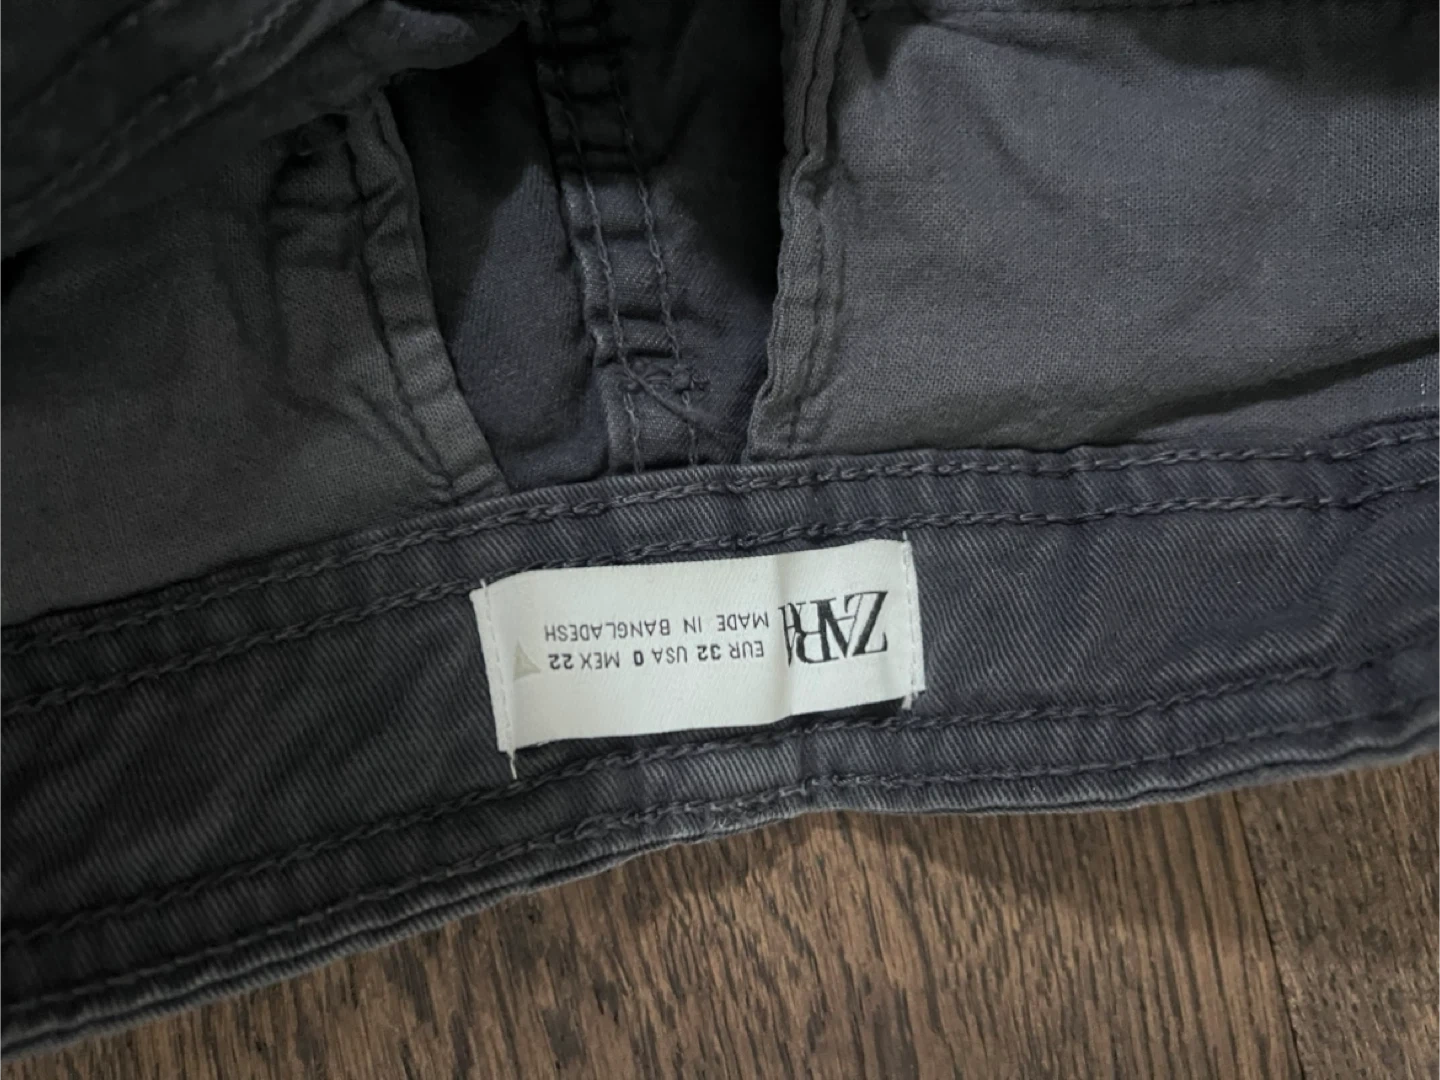 ZARA
EUR 32 USA 0 MEX 22
MADE IN BANGLADESH